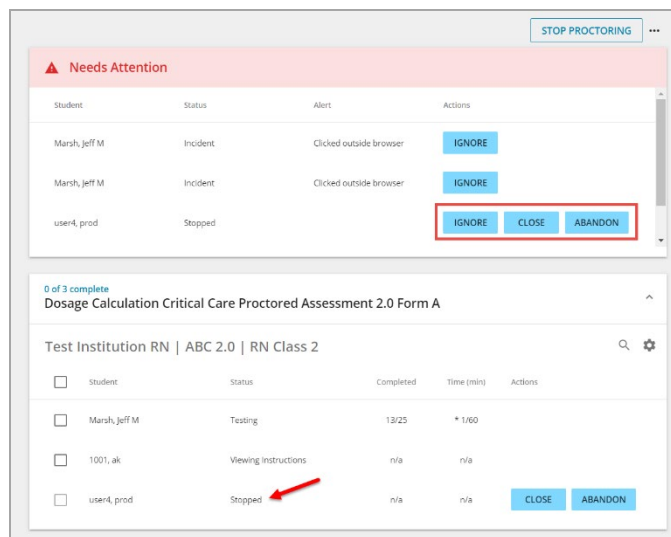 STOP PROCTORING
Needs Attention
Student Status Alert Actions
Marsh, Jeff M Incident Clicked outside browser IGNORE
Marsh, Jeff M Incident Clicked outside browser IGNORE
user4, prod Stopped IGNORE CLOSE ABANDON
0 of 3 complete
Dosage Calculation Critical Care Proctored Assessment 2.0 Form A
Test Institution RN | ABC 2.0 | RN Class 2
Student Status Completed Time (min) Actions
Marsh, Jeff M Testing 13/25 * 1/60
1001, ak Viewing Instructions n/a n/a
user4, prod Stopped n/a n/a CLOSE ABANDON